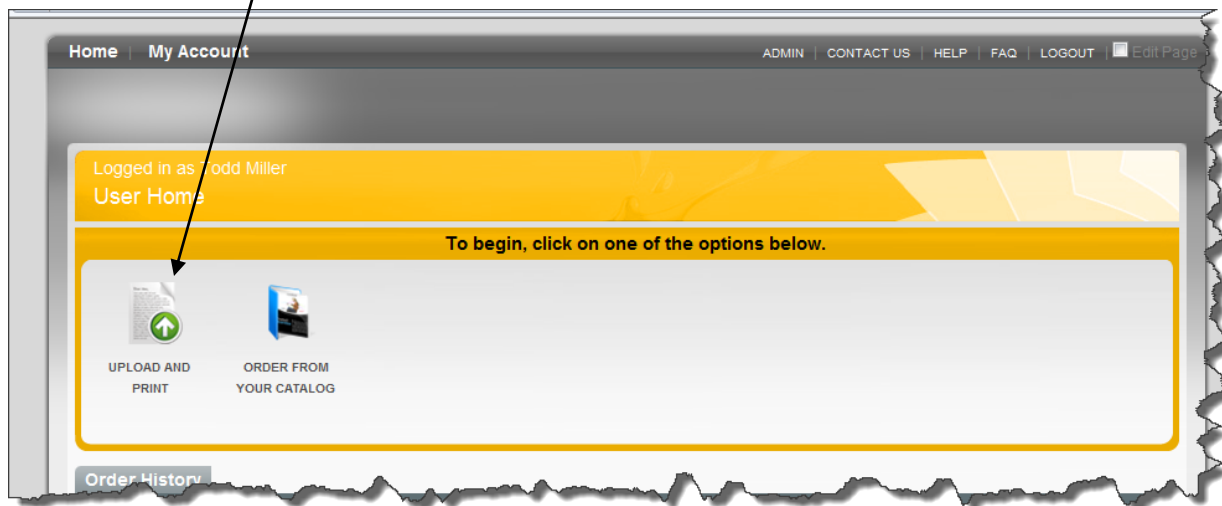 Home | My Account
ADMIN | CONTACT US | HELP | FAQ | LOGOUT | Edit Page
Logged in as Todd Miller
User Home
To begin, click on one of the options below.
UPLOAD AND
PRINT
ORDER FROM
YOUR CATALOG
Order History